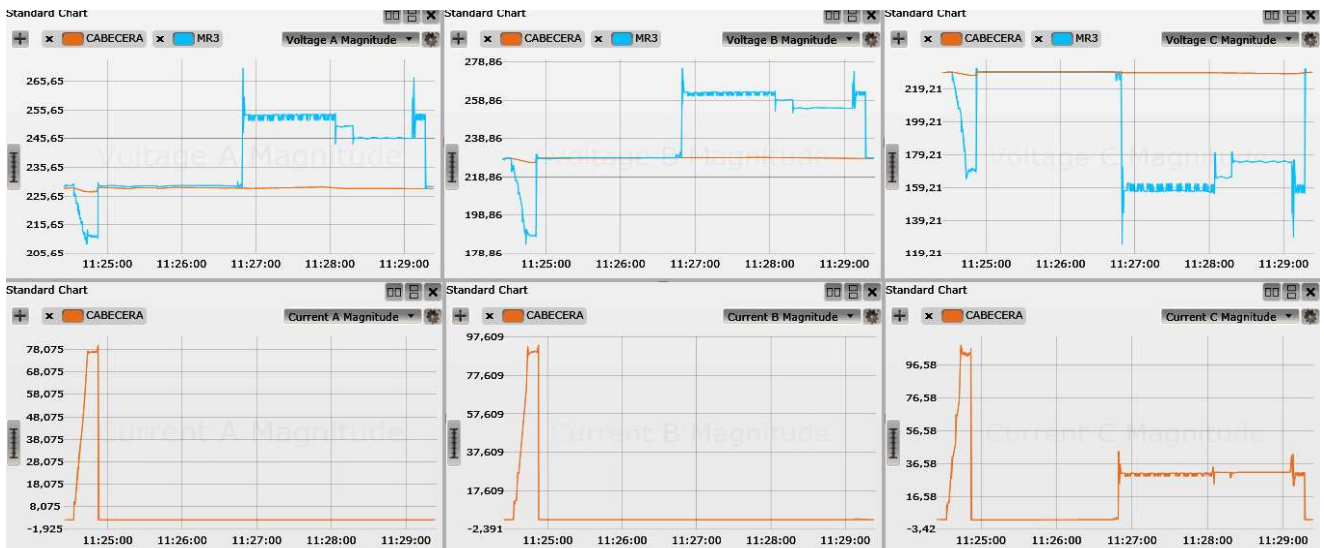 Standard Chart
CABECERA MR3 Voltage A Magnitude
265,65
255,65
245,65
235,65
225,65
215,65
205,65
Voltage A Magnitude
11:25:00 11:26:00 11:27:00 11:28:00 11:29:00
Standard Chart
CABECERA MR3 Voltage B Magnitude
278,86
258,86
238,86
218,86
198,86
178,86
Voltage B Magnitude
11:25:00 11:26:00 11:27:00 11:28:00 11:29:00
Standard Chart
CABECERA MR3 Voltage C Magnitude
219,21
199,21
179,21
159,21
139,21
119,21
Voltage C Magnitude
11:25:00 11:26:00 11:27:00 11:28:00 11:29:00
Standard Chart
CABECERA Current A Magnitude
78,075
68,075
58,075
48,075
38,075
28,075
18,075
8,075
-1,925
Current A Magnitude
11:25:00 11:26:00 11:27:00 11:28:00 11:29:00
Standard Chart
CABECERA Current B Magnitude
97,609
77,609
57,609
37,609
17,609
-2,391
Current B Magnitude
11:25:00 11:26:00 11:27:00 11:28:00 11:29:00
Standard Chart
CABECERA Current C Magnitude
96,58
76,58
56,58
36,58
16,58
-3,42
Current C Magnitude
11:25:00 11:26:00 11:27:00 11:28:00 11:29:00